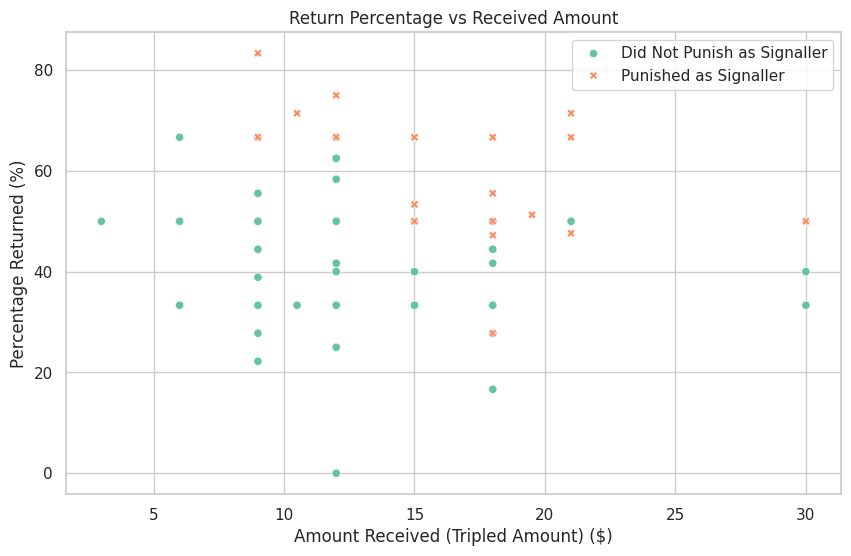 Return Percentage vs Received Amount
Did Not Punish as Signaller
Punished as Signaller
Percentage Returned (%)
80
60
40
20
0
5 10 15 20 25 30
Amount Received (Tripled Amount) ($)